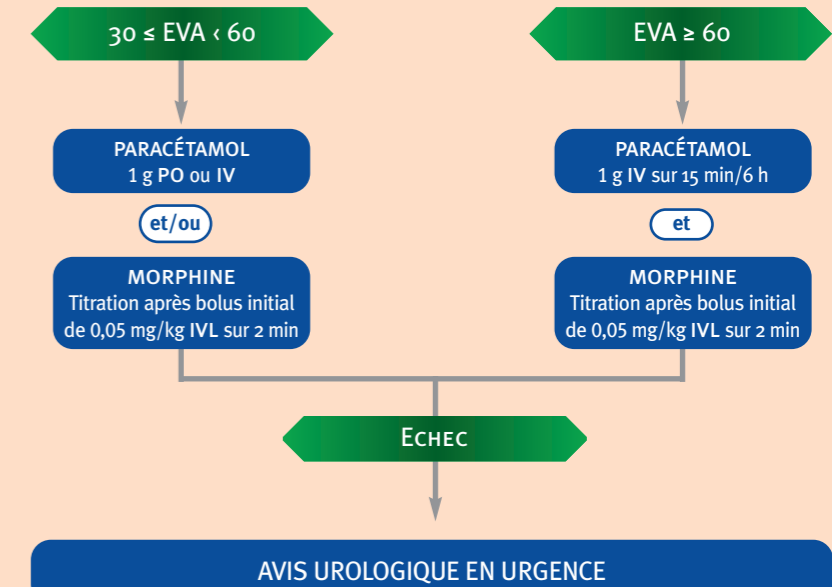 30 ≤ EVA < 60
PARACÉTAMOL
1 g PO ou IV
et/ou
MORPHINE
Titration après bolus initial
de 0,05 mg/kg IVL sur 2 min
EVA ≥ 60
PARACÉTAMOL
1 g IV sur 15 min/6 h
et
MORPHINE
Titration après bolus initial
de 0,05 mg/kg IVL sur 2 min
ECHEC
AVIS UROLOGIQUE EN URGENCE